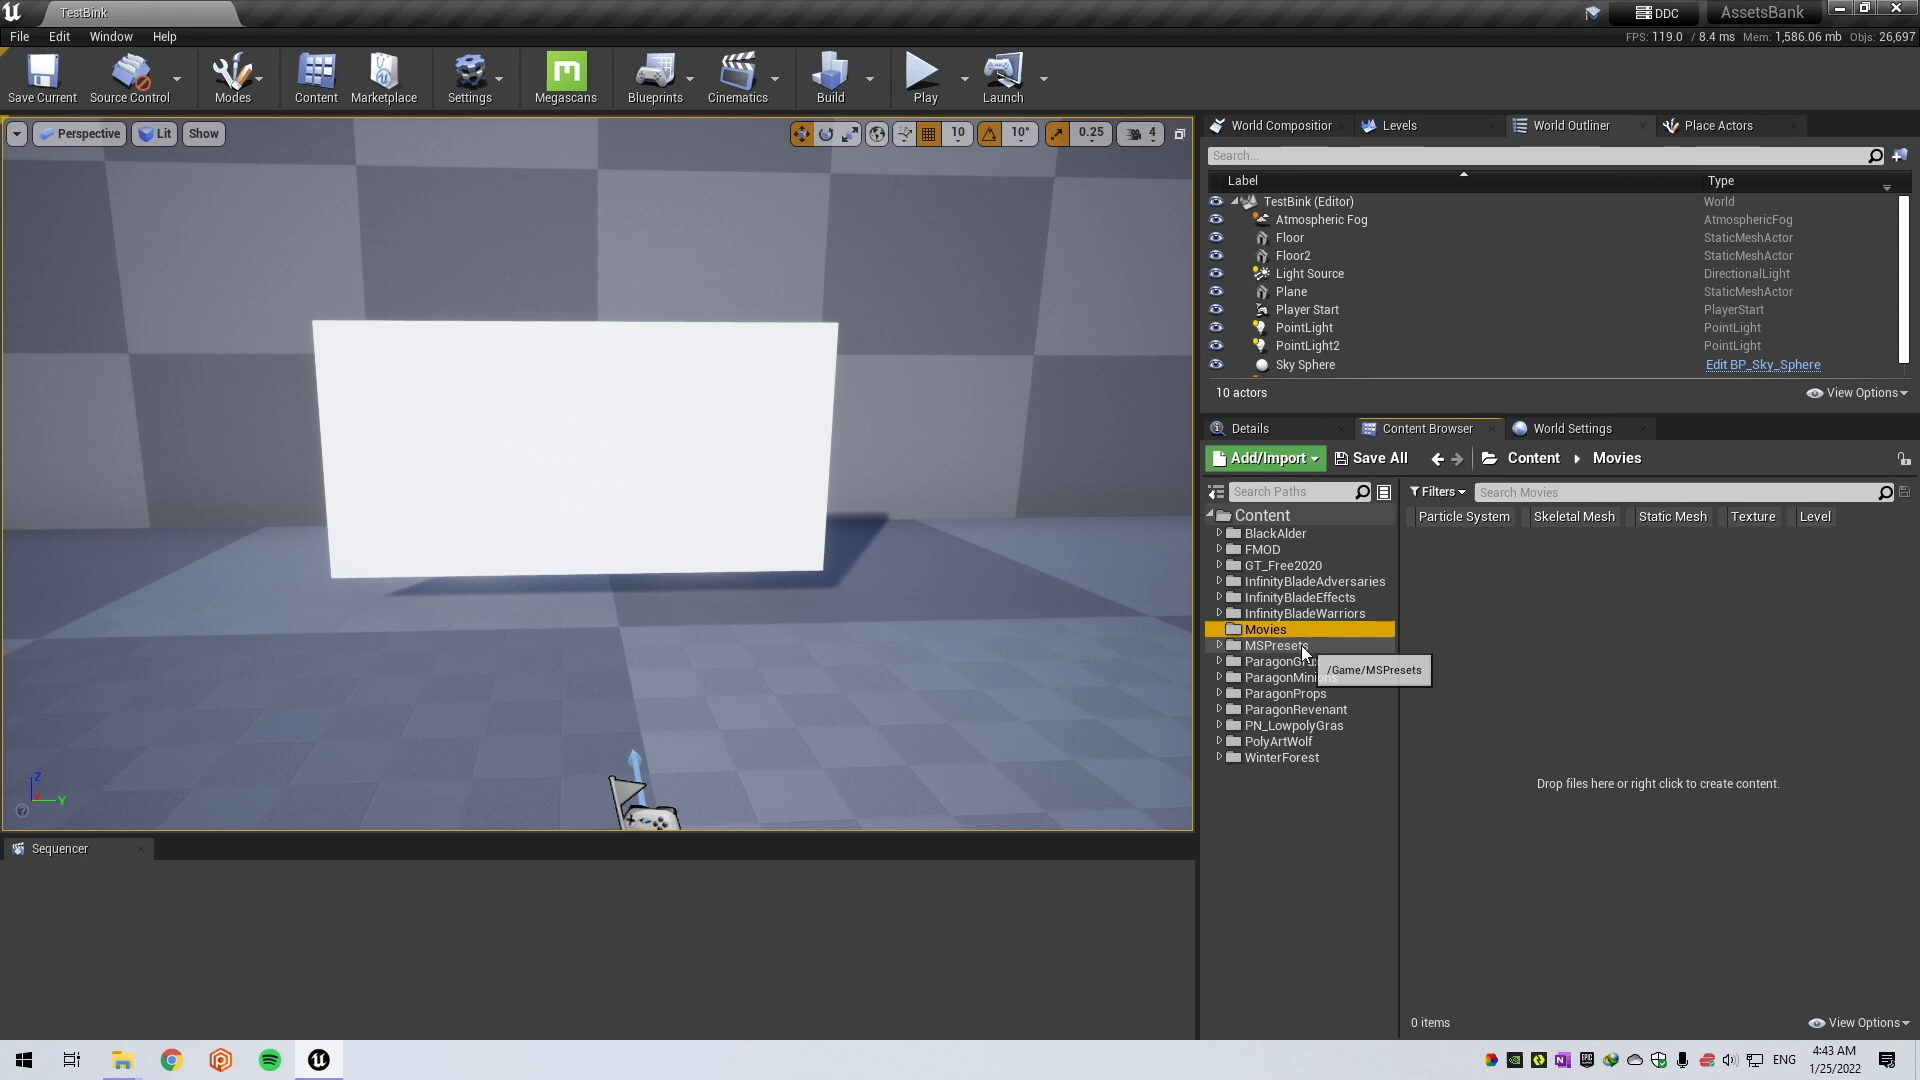 TestBink
DDC
AssetsBank
File Edit Window Help
FPS: 119.0 / 8.4 ms Mem: 1,586.06 mb Objs: 26,697
Save Current
Source Control
Modes
Content
Marketplace
Settings
Megascans
Blueprints
Cinematics
Build
Play
Launch
Perspective
Lit
Show
10
10°
0.25
4
Z
Y
Sequencer
World Compositior
Levels
World Outliner
Place Actors
Search...
Label Type
TestBink (Editor) World
Atmospheric Fog AtmosphericFog
Floor StaticMeshActor
Floor2 StaticMeshActor
Light Source DirectionalLight
Plane StaticMeshActor
Player Start PlayerStart
PointLight PointLight
PointLight2 PointLight
Sky Sphere Edit BP_Sky_Sphere
10 actors
View Options
Details
Content Browser
World Settings
Add/Import
Save All
Content
Movies
Search Paths
Filters
Search Movies
Particle System
Skeletal Mesh
Static Mesh
Texture
Level
Content
BlackAlder
FMOD
GT_Free2020
InfinityBladeAdversaries
InfinityBladeEffects
InfinityBladeWarriors
Movies
MSPresets
/Game/MSPresets
ParagonProps
ParagonRevenant
PN_LowpolyGras
PolyArtWolf
WinterForest
Drop files here or right click to create content.
0 items
View Options
ENG
4:43 AM
1/25/2022